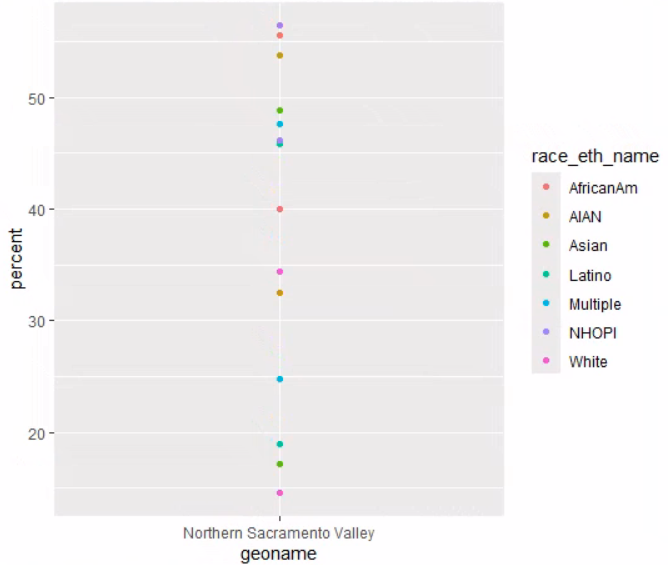 50
40
30
20
percent
Northern Sacramento Valley
geoname
race_eth_name
AfricanAm
AIAN
Asian
Latino
Multiple
NHOPI
White